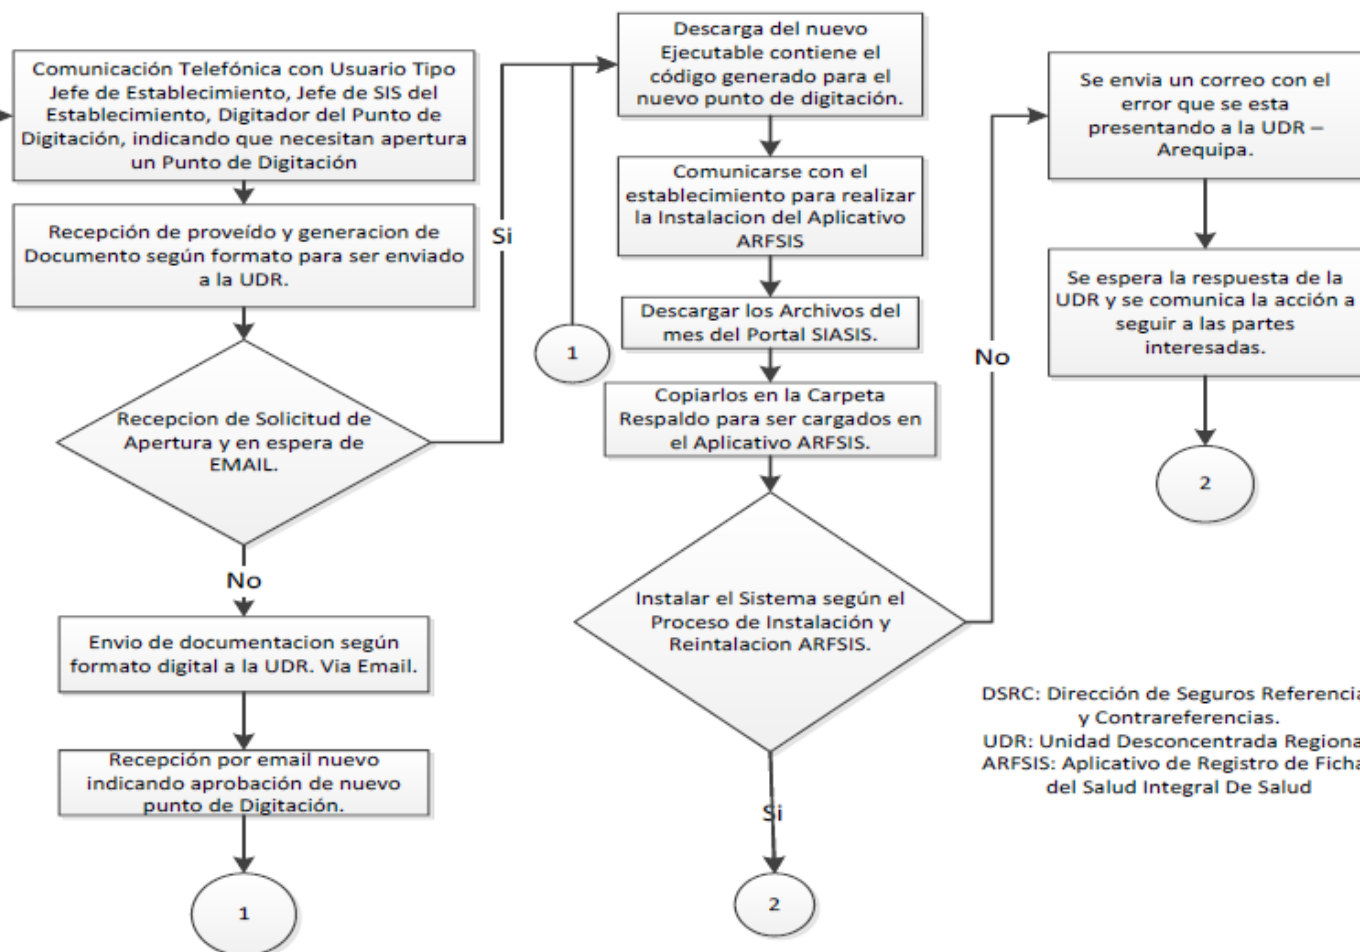 Comunicación Telefónica con Usuario Tipo
Jefe de Establecimiento, Jefe de SIS del
Establecimiento, Digitador del Punto de
Digitación, indicando que necesitan apertura
un Punto de Digitación
Recepción de proveído y generacion de
Documento según formato para ser enviado
a la UDR.
Recepcion de Solicitud de
Apertura y en espera de
EMAIL.
Si
No
Envio de documentacion según
formato digital a la UDR. Via Email.
Recepción por email nuevo
indicando aprobación de nuevo
punto de Digitación.
1
Descarga del nuevo
Ejecutable contiene el
código generado para el
nuevo punto de digitación.
Comunicarse con el
establecimiento para realizar
la Instalacion del Aplicativo
ARFSIS
1
Descargar los Archivos del
mes del Portal SIASIS.
Copiarlos en la Carpeta
Respaldo para ser cargados en
el Aplicativo ARFSIS.
Instalar el Sistema según el
Proceso de Instalación y
Reintalacion ARFSIS.
No
Si
2
Se envia un correo con el
error que se esta
presentando a la UDR –
Arequipa.
Se espera la respuesta de la
UDR y se comunica la acción a
seguir a las partes
interesadas.
2
DSRC: Dirección de Seguros Referencia
y Contrareferencias.
UDR: Unidad Desconcentrada Regiona
ARFSIS: Aplicativo de Registro de Ficha
del Salud Integral De Salud